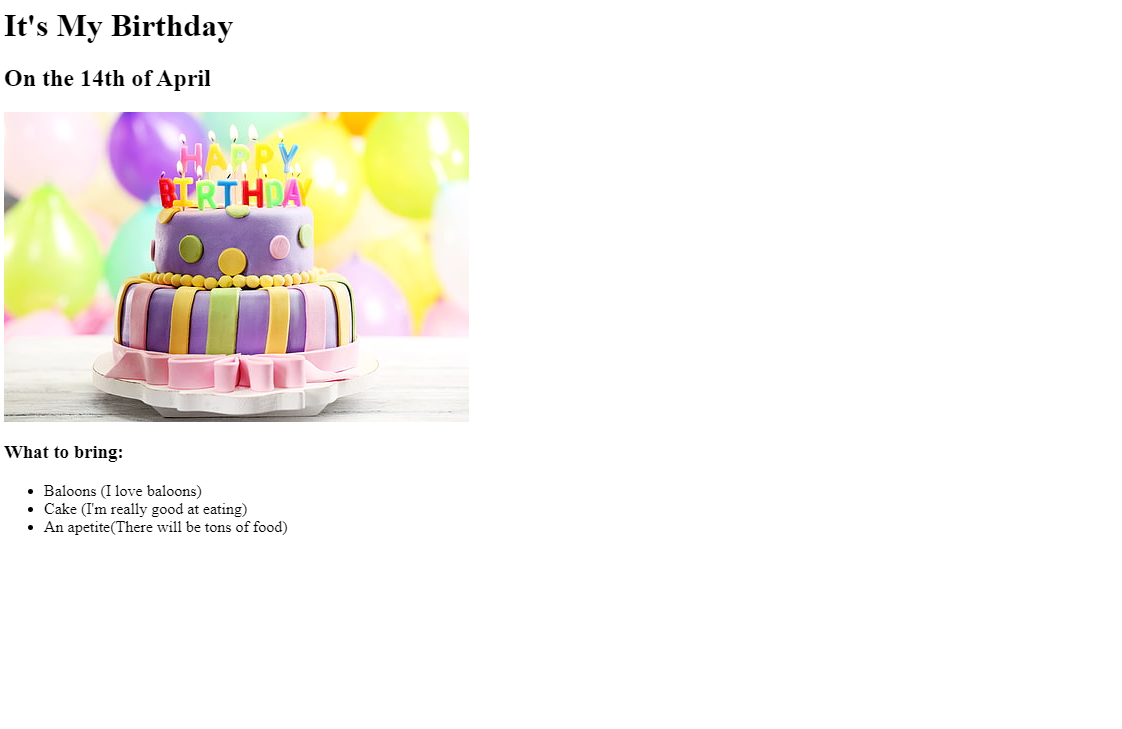 It's My Birthday
On the 14th of April
HAPPY
BIRTHDAY
What to bring:
Baloons (I love baloons)
Cake (I'm really good at eating)
An apetite(There will be tons of food)